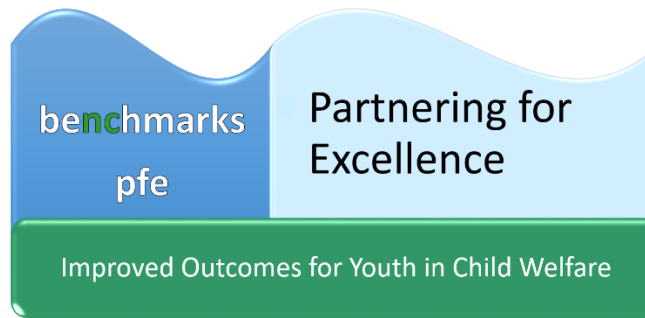 benchmarks
pfe
Partnering for
Excellence
Improved Outcomes for Youth in Child Welfare